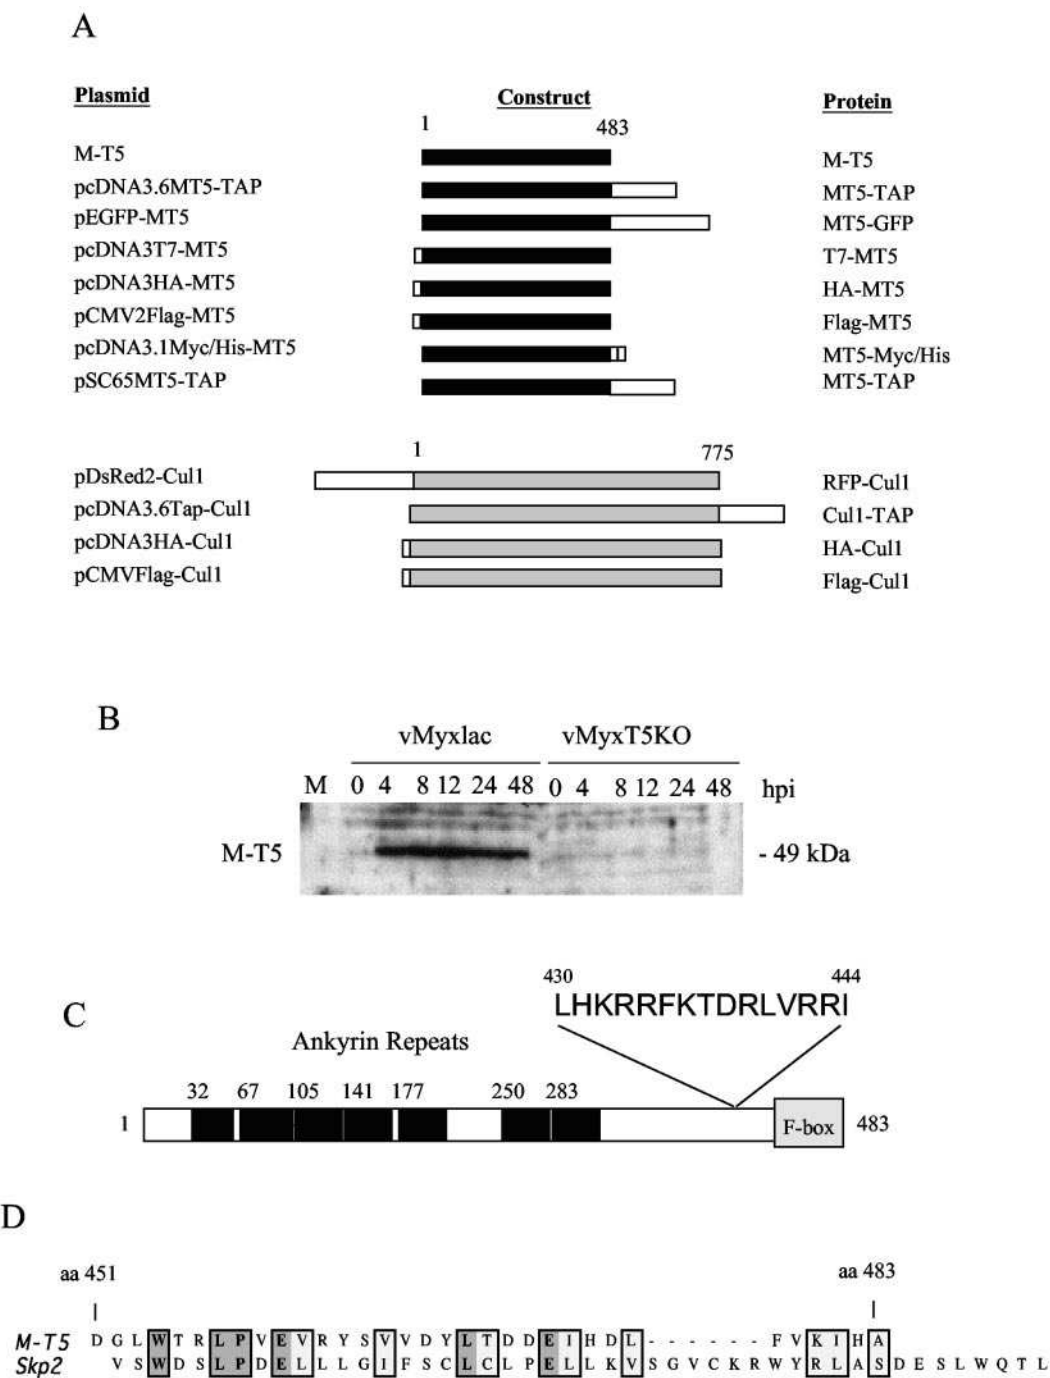 A
Plasmid Construct Protein
1 483
M-T5 M-T5
pcDNA3.6MT5-TAP MT5-TAP
pEGFP-MT5 MT5-GFP
pcDNA3T7-MT5 T7-MT5
pcDNA3HA-MT5 HA-MT5
pCMV2Flag-MT5 Flag-MT5
pcDNA3.1Myc/His-MT5 MT5-Myc/His
pSC65MT5-TAP MT5-TAP
1 775
pDsRed2-Cul1 RFP-Cul1
pcDNA3.6Tap-Cul1 Cul1-TAP
pcDNA3HA-Cul1 HA-Cul1
pCMVFlag-Cul1 Flag-Cul1
B
vMyxlac vMyxT5KO
M 0 4 8 12 24 48 0 4 8 12 24 48 hpi
M-T5 - 49 kDa
C
430 444
LHKRRFKTDRLVRRI
Ankyrin Repeats
32 67 105 141 177 250 283
1 F-box 483
D
aa 451 aa 483
M-T5 D G L W T R L P V E V R Y S V V D Y L T D D E I H D L - - - - - - F V K I H A
Skp2 V S W D S L P D E L L L G I F S C L C L P E L L K V S G V C K R W Y R L A S D E S L W Q T L